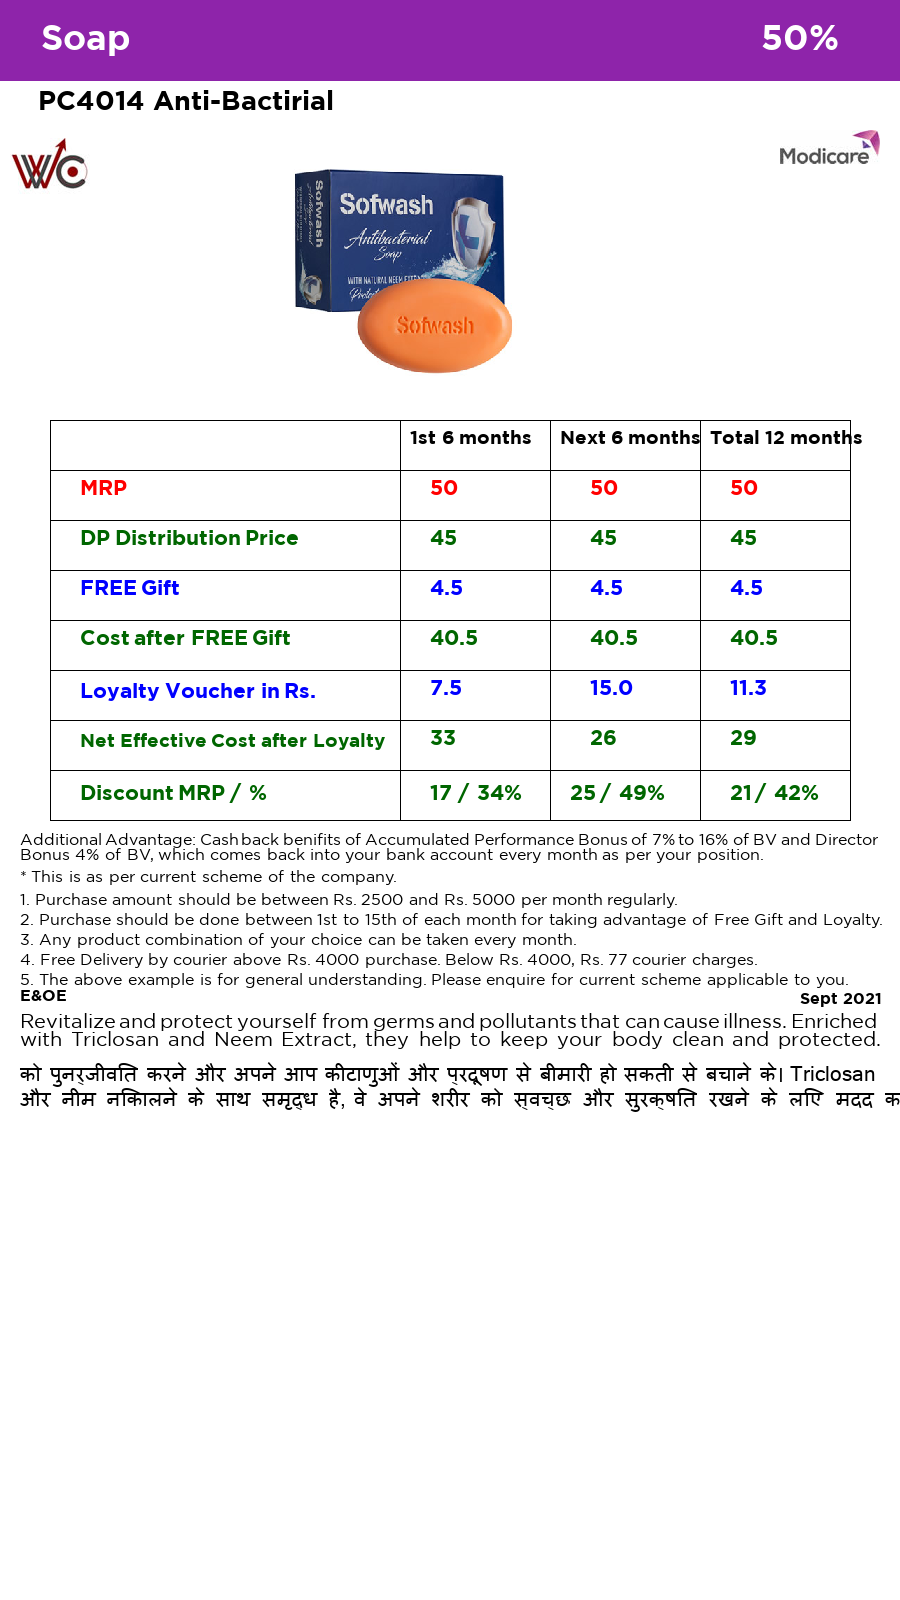 Soap 50%
PC4014 Anti-Bactirial
WC
Modicare
Sofwash
Sofwash
Antibacterial
Soap
WITH NATURAL NEEM
Sofwash
1st 6 months Next 6 months Total 12 months
MRP 50 50 50
DP Distribution Price 45 45 45
FREE Gift 4.5 4.5 4.5
Cost after FREE Gift 40.5 40.5 40.5
Loyalty Voucher in Rs. 7.5 15.0 11.3
Net Effective Cost after Loyalty 33 26 29
Discount MRP / % 17 / 34% 25 / 49% 21 / 42%
Additional Advantage: Cashback benifits of Accumulated Performance Bonus of 7% to 16% of BV and Director
Bonus 4% of BV, which comes back into your bank account every month as per your position.
* This is as per current scheme of the company.
1. Purchase amount should be between Rs. 2500 and Rs. 5000 per month regularly.
2. Purchase should be done between 1st to 15th of each month for taking advantage of Free Gift and Loyalty.
3. Any product combination of your choice can be taken every month.
4. Free Delivery by courier above Rs. 4000 purchase. Below Rs. 4000, Rs. 77 courier charges.
5. The above example is for general understanding. Please enquire for current scheme applicable to you.
E&OE
Sept 2021
Revitalize and protect yourself from germs and pollutants that can cause illness. Enriched
with Triclosan and Neem Extract, they help to keep your body clean and protected.
को पुनर्जीवित करने और अपने आप कीटाणुओं और प्रदूषण से बीमारी हो सकती से बचाने के। Triclosan
और नीम निकालने के साथ समृद्ध है, वे अपने शरीर को स्वच्छ और सुरक्षित रखने के लिए मदद क